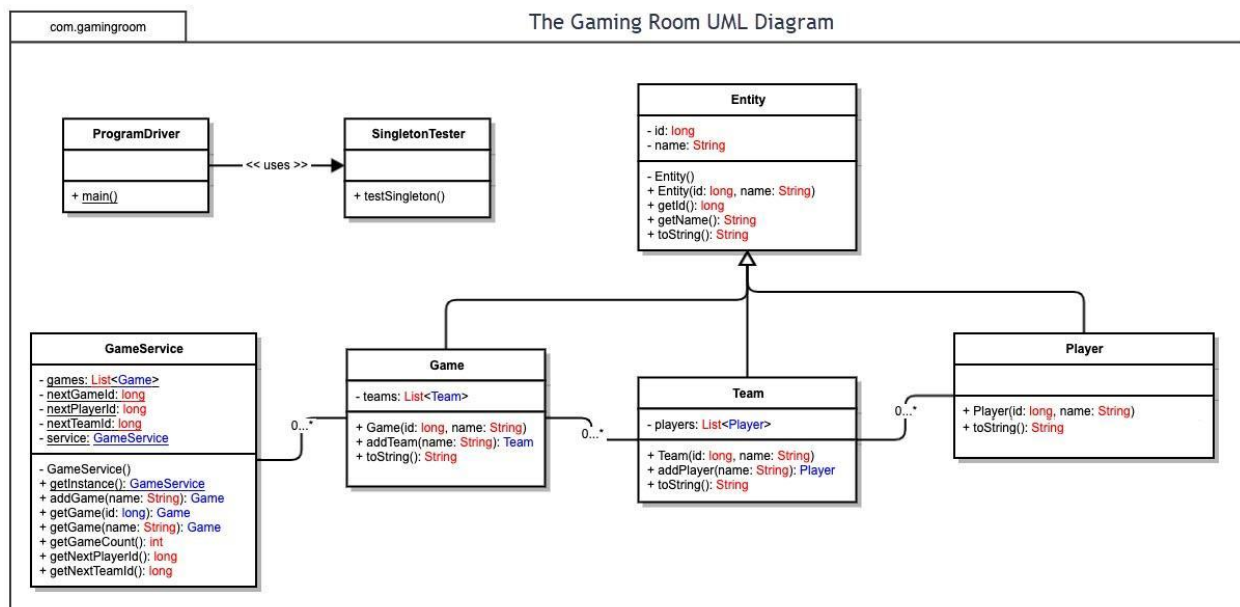 com.gamingroom
The Gaming Room UML Diagram
Entity
- id: long
- name: String
- Entity()
+ Entity(id: long, name: String)
+ getId(): long
+ getName(): String
+ toString(): String
ProgramDriver
+ main()
<< uses >>
SingletonTester
+ testSingleton()
GameService
- games: List<Game>
- nextGameId: long
- nextPlayerId: long
- nextTeamId: long
- service: GameService
- GameService()
+ getInstance(): GameService
+ addGame(name: String): Game
+ getGame(id: long): Game
+ getGame(name: String): Game
+ getGameCount(): int
+ getNextPlayerId(): long
+ getNextTeamId(): long
0...*
Game
- teams: List<Team>
+ Game(id: long, name: String)
+ addTeam(name: String): Team
+ toString(): String
0...*
Team
- players: List<Player>
+ Team(id: long, name: String)
+ addPlayer(name: String): Player
+ toString(): String
0...*
Player
+ Player(id: long, name: String)
+ toString(): String